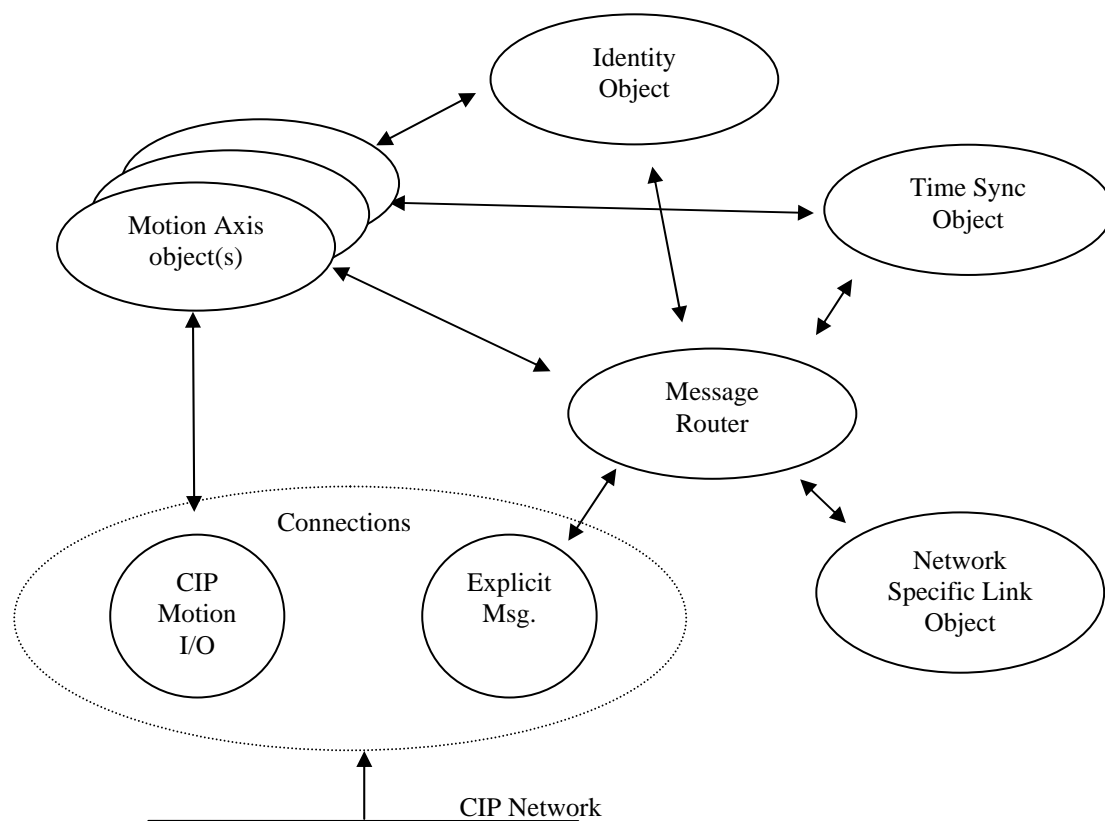 Identity
Object
Time Sync
Object
Motion Axis
object(s)
Message
Router
Connections
CIP
Motion
I/O
Explicit
Msg.
Network
Specific Link
Object
CIP Network